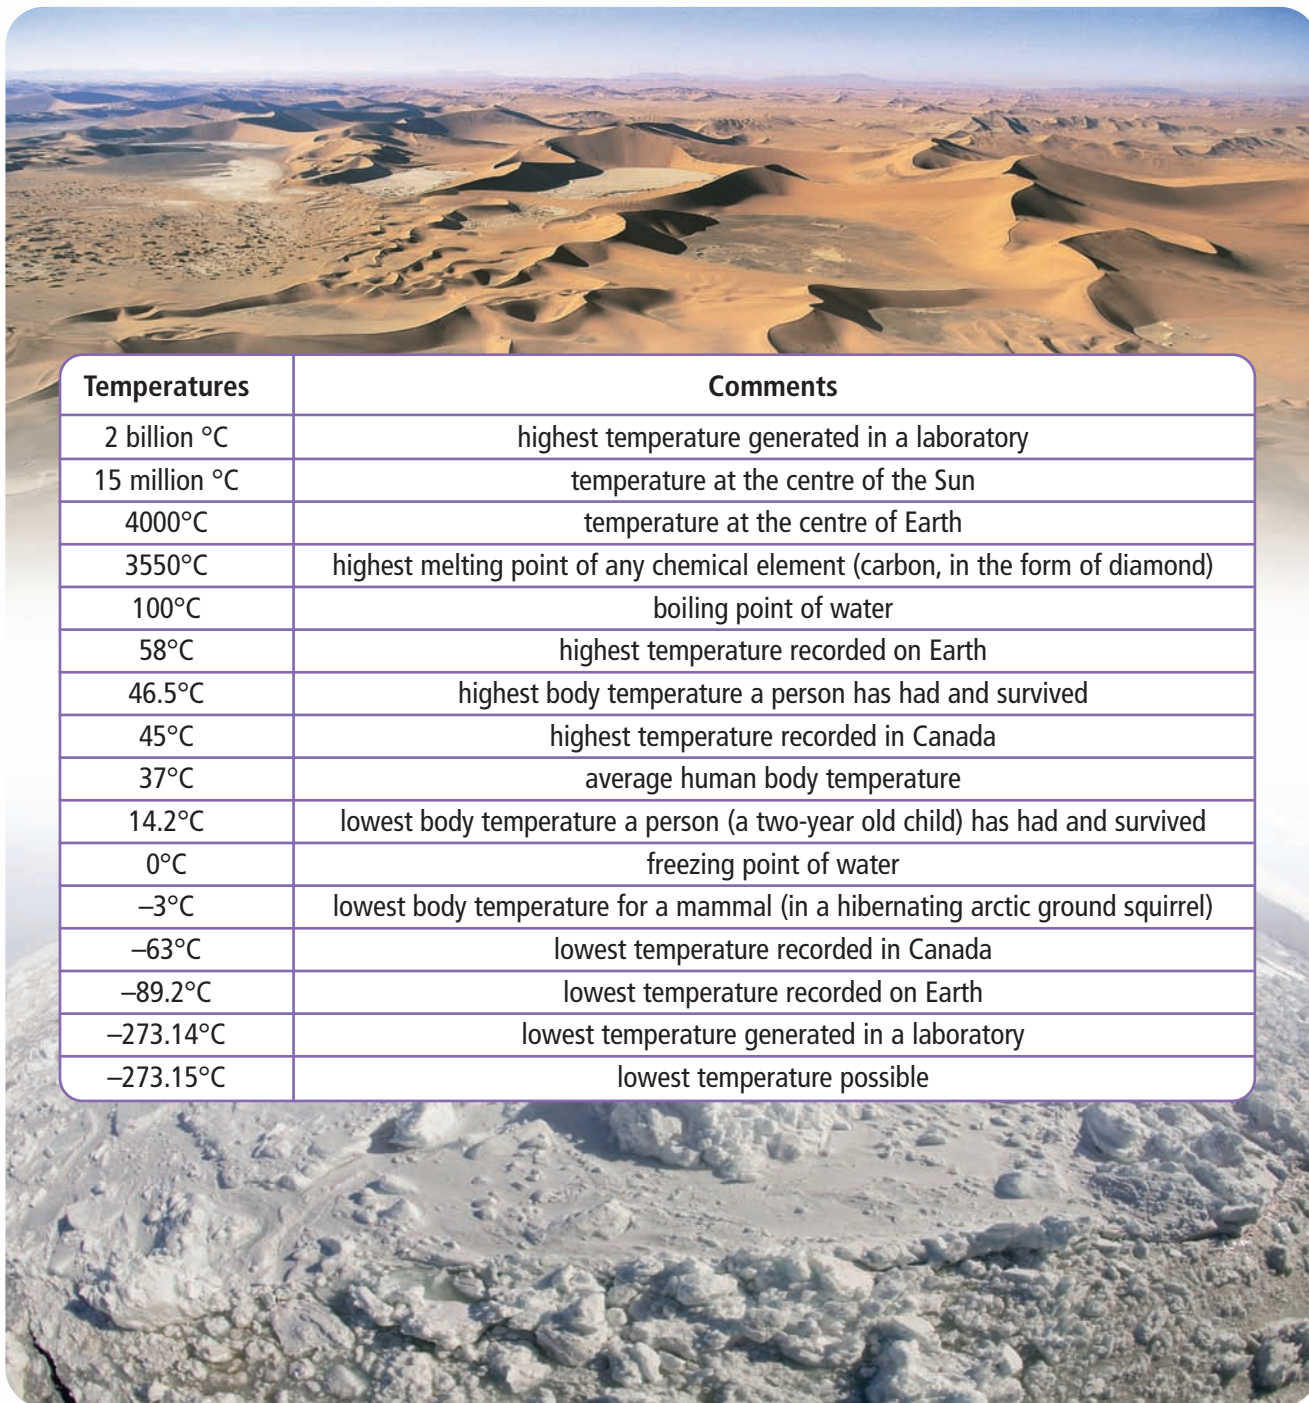 Temperatures Comments
2 billion °C highest temperature generated in a laboratory
15 million °C temperature at the centre of the Sun
4000°C temperature at the centre of Earth
3550°C highest melting point of any chemical element (carbon, in the form of diamond)
100°C boiling point of water
58°C highest temperature recorded on Earth
46.5°C highest body temperature a person has had and survived
45°C highest temperature recorded in Canada
37°C average human body temperature
14.2°C lowest body temperature a person (a two-year old child) has had and survived
0°C freezing point of water
–3°C lowest body temperature for a mammal (in a hibernating arctic ground squirrel)
–63°C lowest temperature recorded in Canada
–89.2°C lowest temperature recorded on Earth
–273.14°C lowest temperature generated in a laboratory
–273.15°C lowest temperature possible